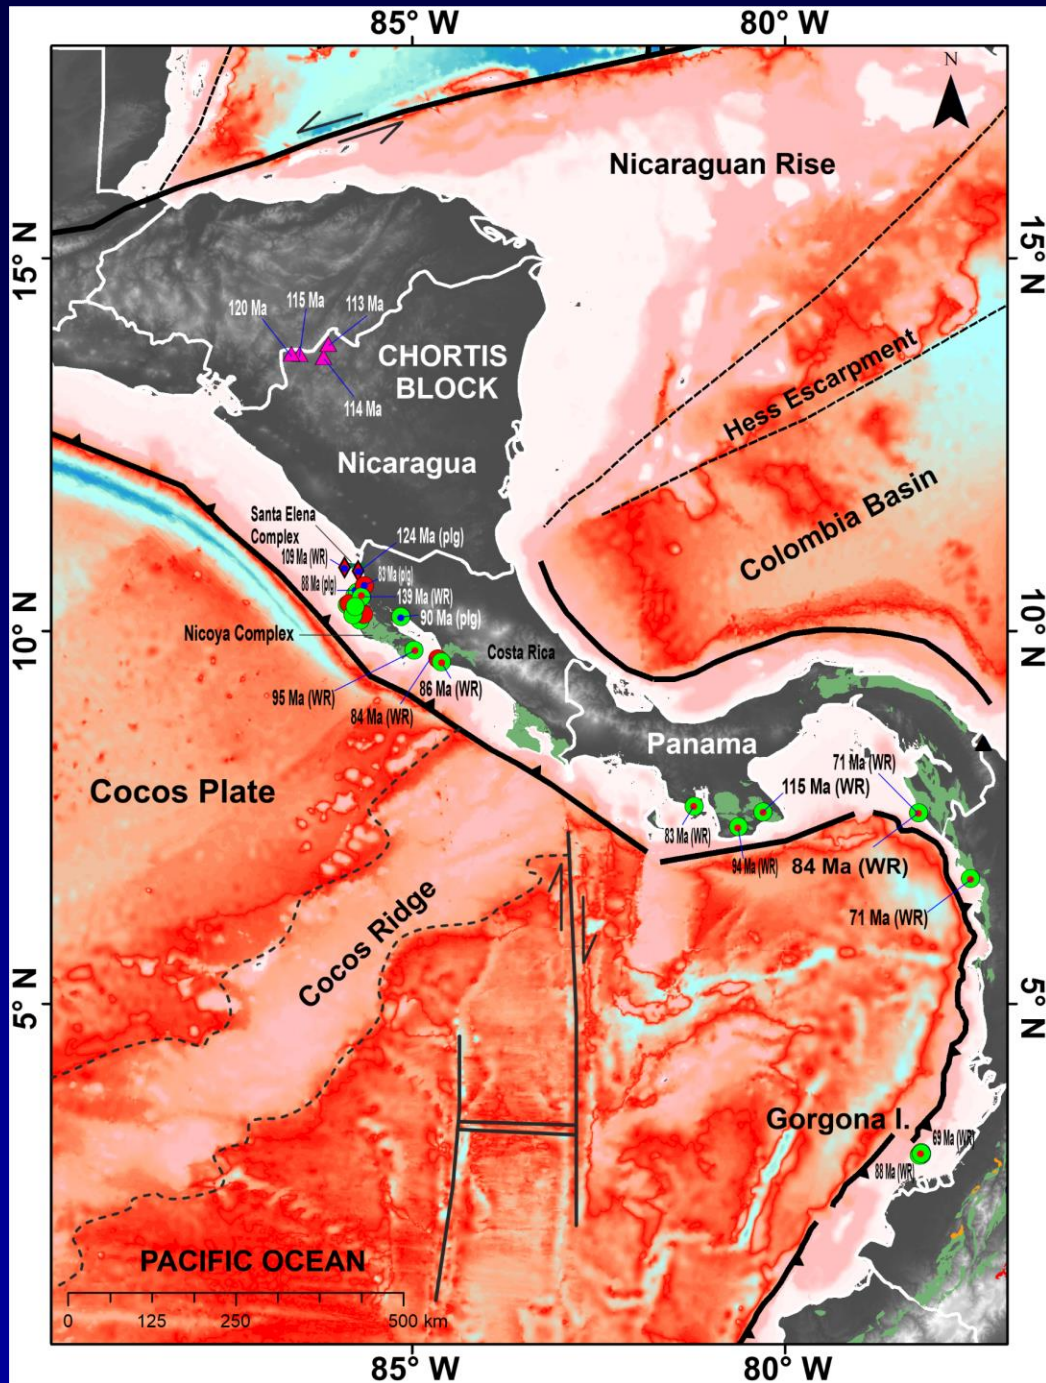 85° W
80° W
N
Nicaraguan Rise
15° N
15° N
120 Ma
115 Ma
113 Ma
CHORTIS
BLOCK
114 Ma
Hess Escarpment
Nicaragua
Colombia Basin
Santa Elena
Complex
124 Ma (plg)
109 Ma (WR)
83 Ma (plg)
88 Ma (plg)
139 Ma (WR)
90 Ma (plg)
10° N
10° N
Nicoya Complex
Costa Rica
86 Ma (WR)
95 Ma (WR)
84 Ma (WR)
Panama
71 Ma (WR)
Cocos Plate
115 Ma (WR)
83 Ma (WR)
94 Ma (WR)
84 Ma (WR)
71 Ma (WR)
Cocos Ridge
5° N
5° N
Gorgona I.
69 Ma (WR)
88 Ma (WR)
PACIFIC OCEAN
0
125
250
500 km
85° W
80° W